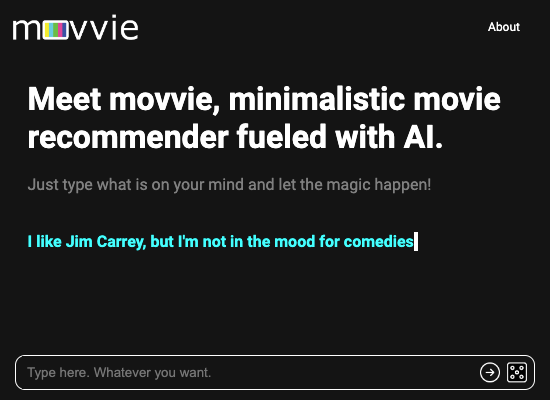 movvie
About
Meet movvie, minimalistic movie
recommender fueled with AI.
Just type what is on your mind and let the magic happen!
I like Jim Carrey, but I'm not in the mood for comedies
Type here. Whatever you want.